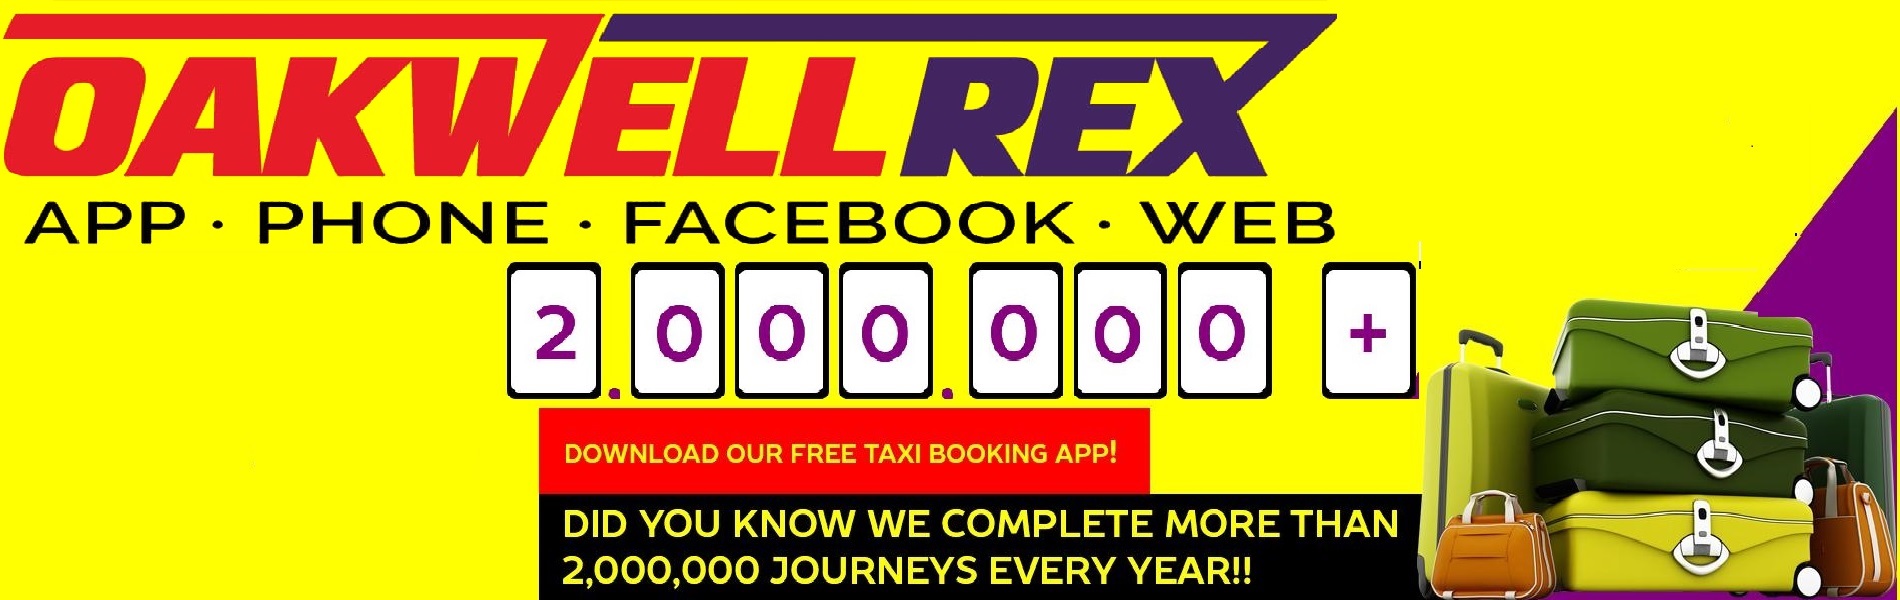 OAKWELL REX
APP · PHONE · FACEBOOK · WEB
2.000.000 +
DOWNLOAD OUR FREE TAXI BOOKING APP!
DID YOU KNOW WE COMPLETE MORE THAN
2,000,000 JOURNEYS EVERY YEAR!!